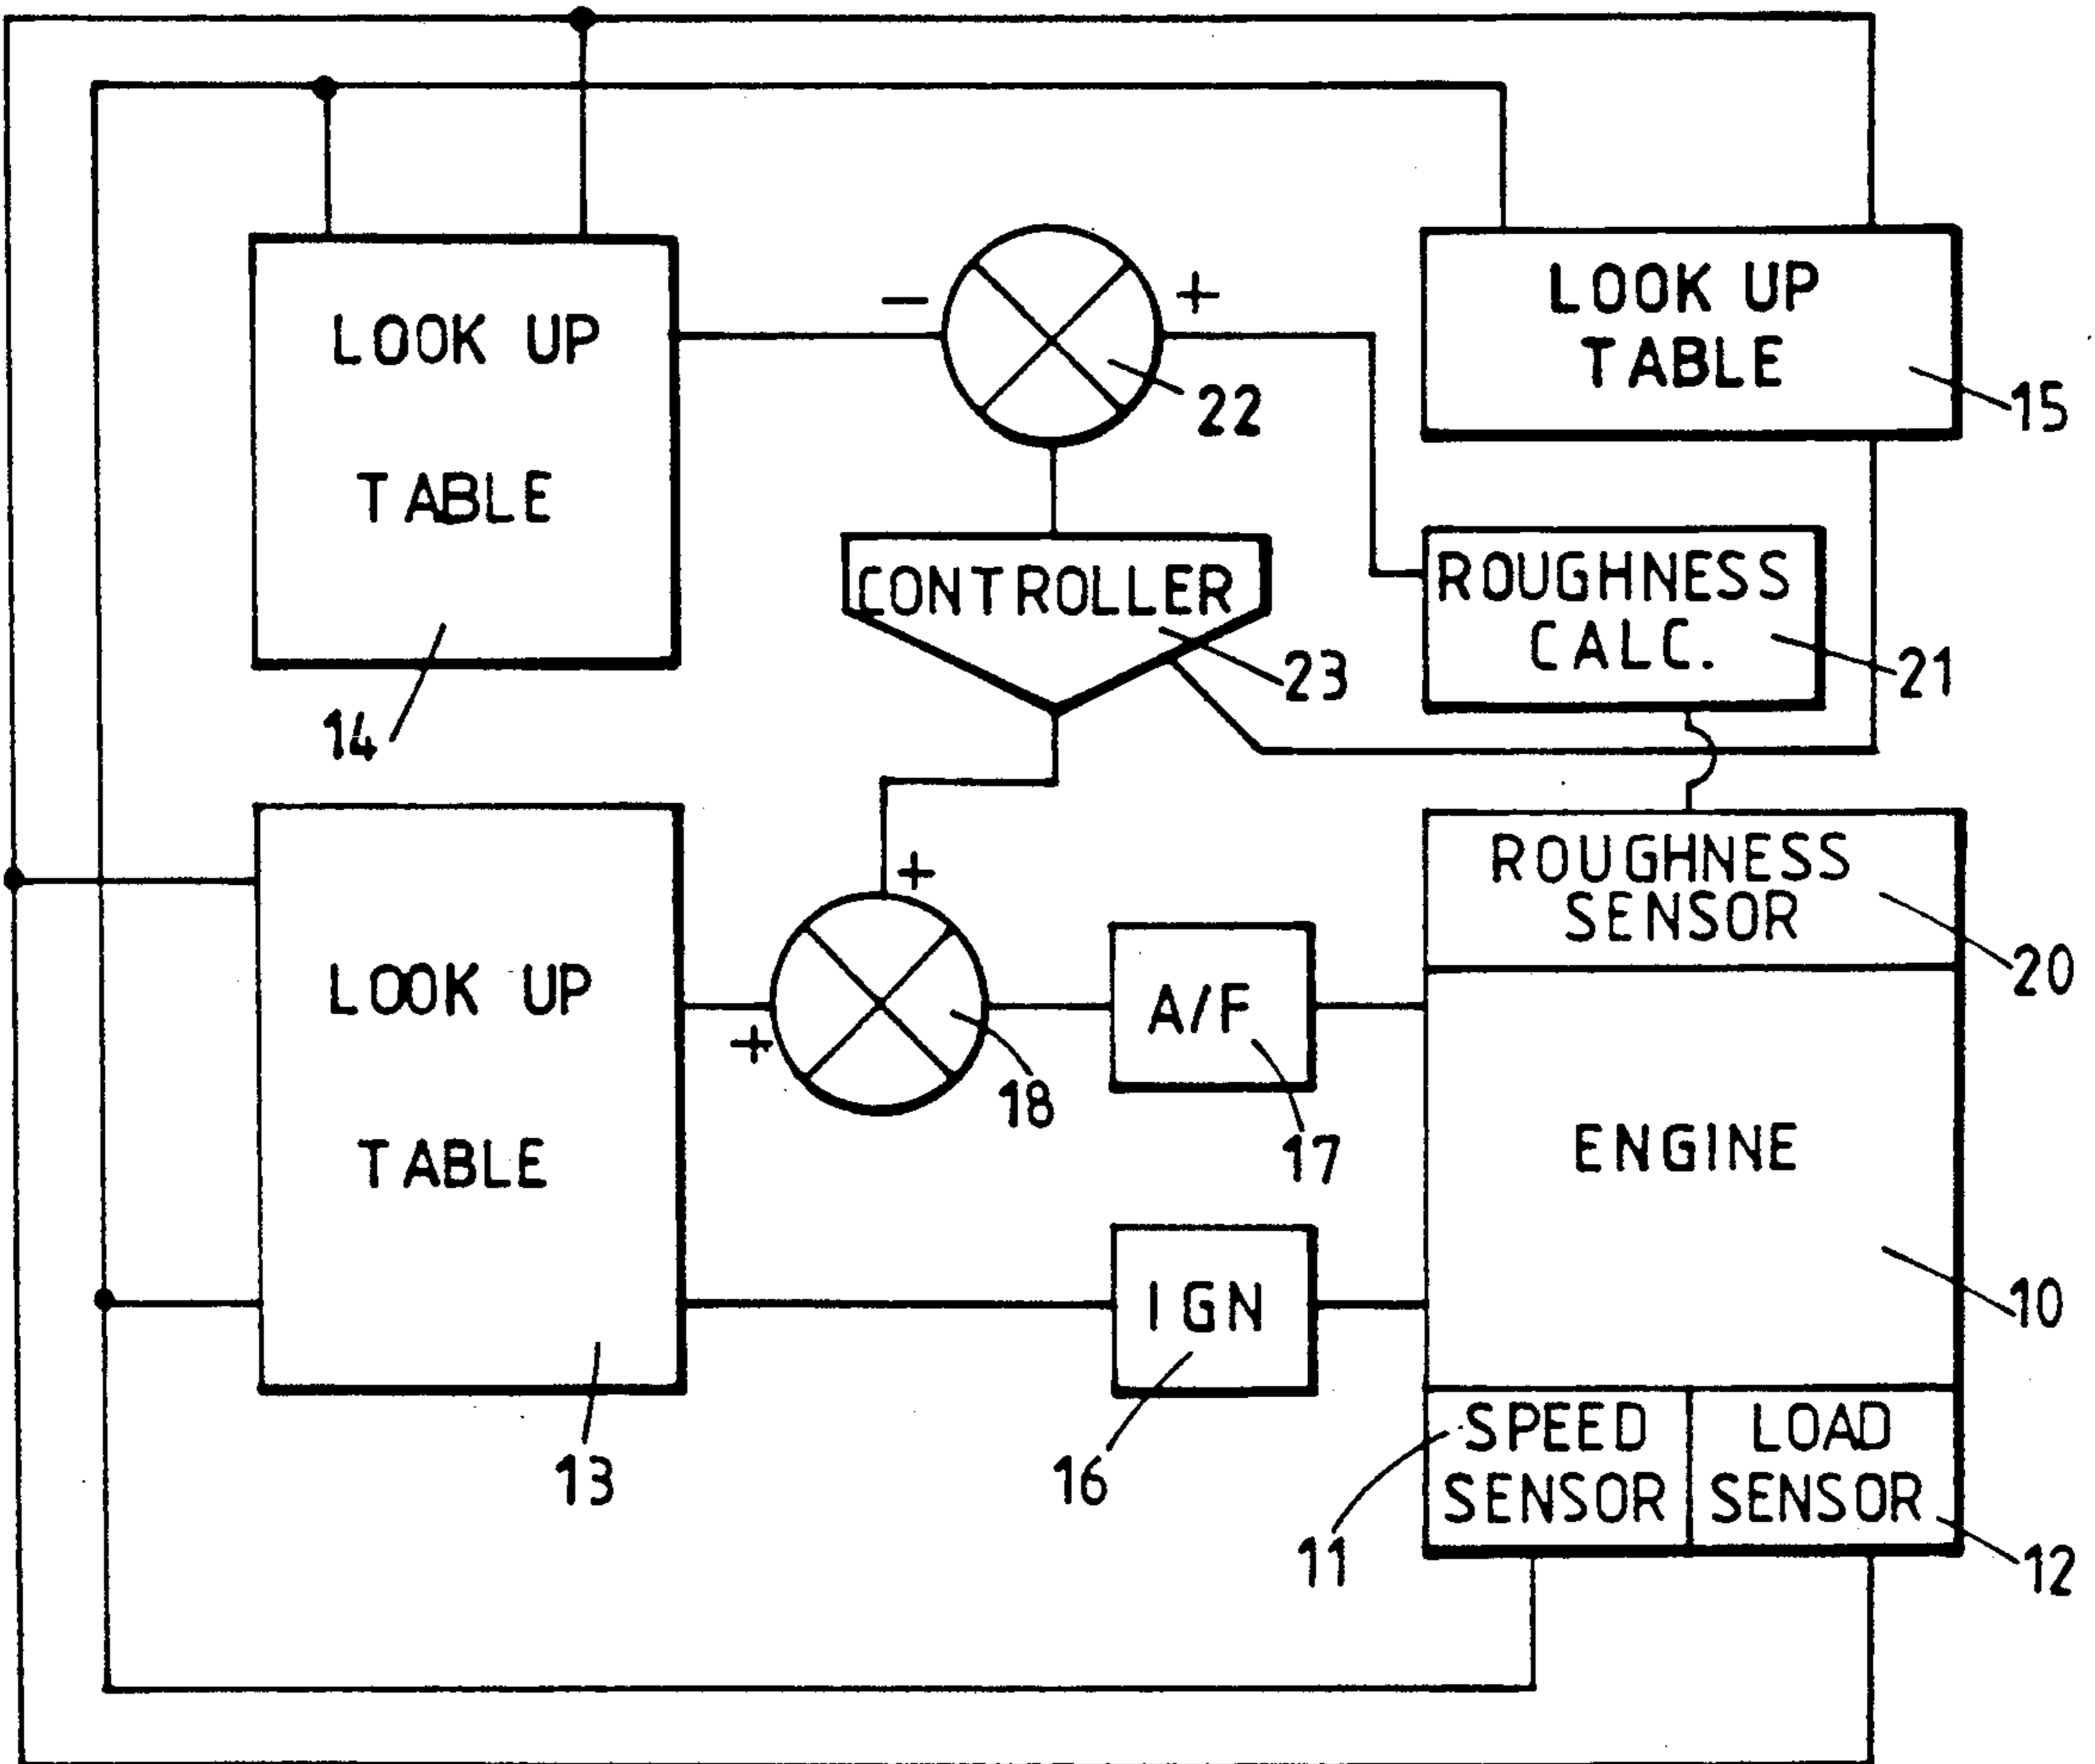 LOOK UP
TABLE
14
−
+
22
LOOK UP
TABLE
15
CONTROLLER
23
ROUGHNESS
CALC.
21
LOOK UP
TABLE
13
+
+
18
A/F
17
IGN
16
ROUGHNESS
SENSOR
20
ENGINE
10
SPEED
SENSOR
11
LOAD
SENSOR
12